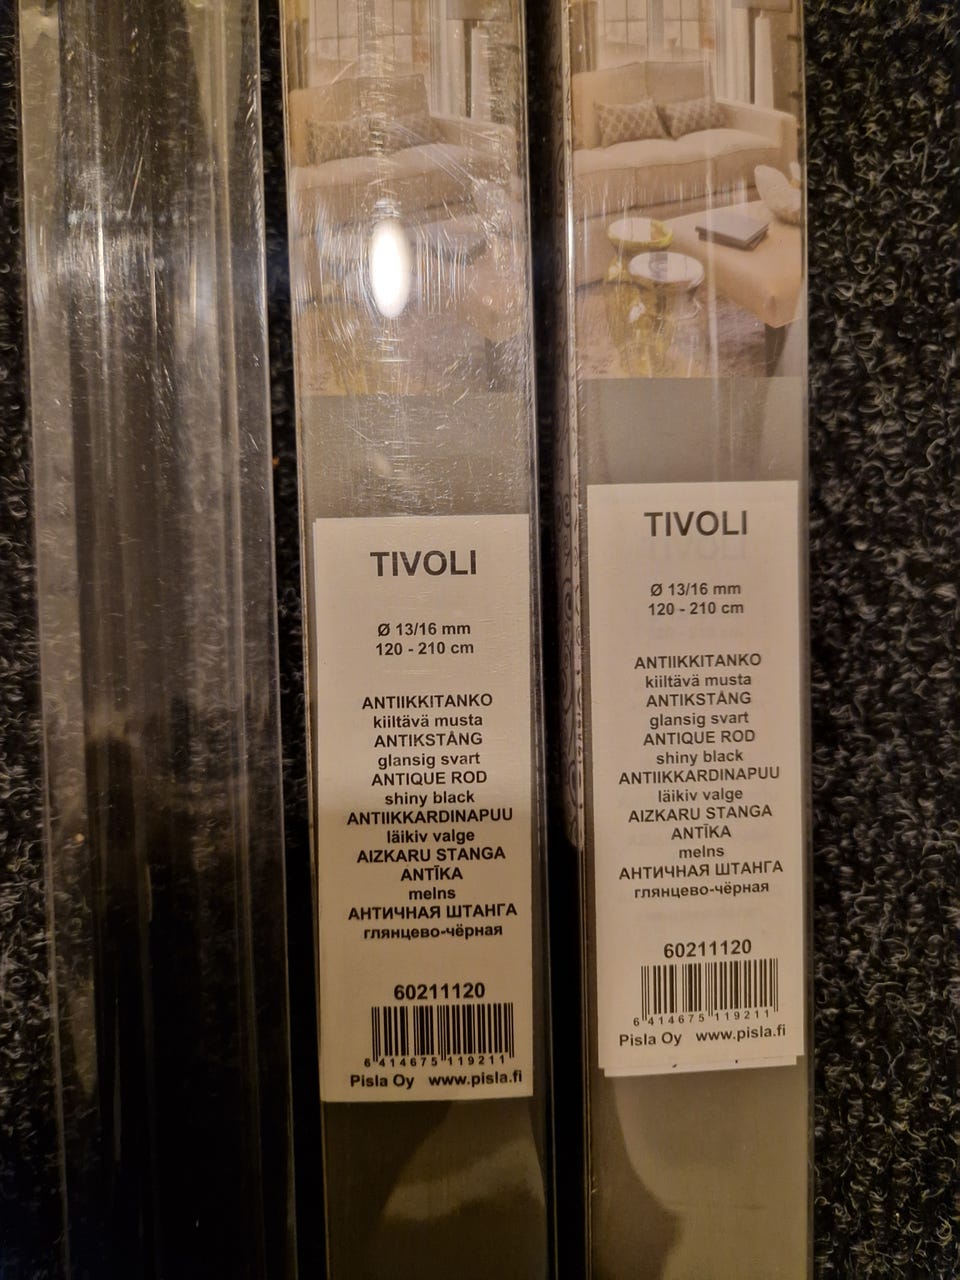 TIVOLI
Ø 13/16 mm
120 - 210 cm
ANTIIKKITANKO
kiiltävä musta
ANTIKSTÅNG
glansig svart
ANTIQUE ROD
shiny black
ANTIIKKARDINAPUU
läikiv valge
AIZKARU STANGA
ANTĪKA
melns
АНТИЧНАЯ ШТАНГА
глянцево-чёрная
60211120
6 414675 119211
Pisla Oy www.pisla.fi
TIVOLI
Ø 13/16 mm
120 - 210 cm
ANTIIKKITANKO
kiiltävä musta
ANTIKSTÅNG
glansig svart
ANTIQUE ROD
shiny black
ANTIIKKARDINAPUU
läikiv valge
AIZKARU STANGA
ANTĪKA
melns
АНТИЧНАЯ ШТАНГА
глянцево-чёрная
60211120
6 414675 119211
Pisla Oy www.pisla.fi